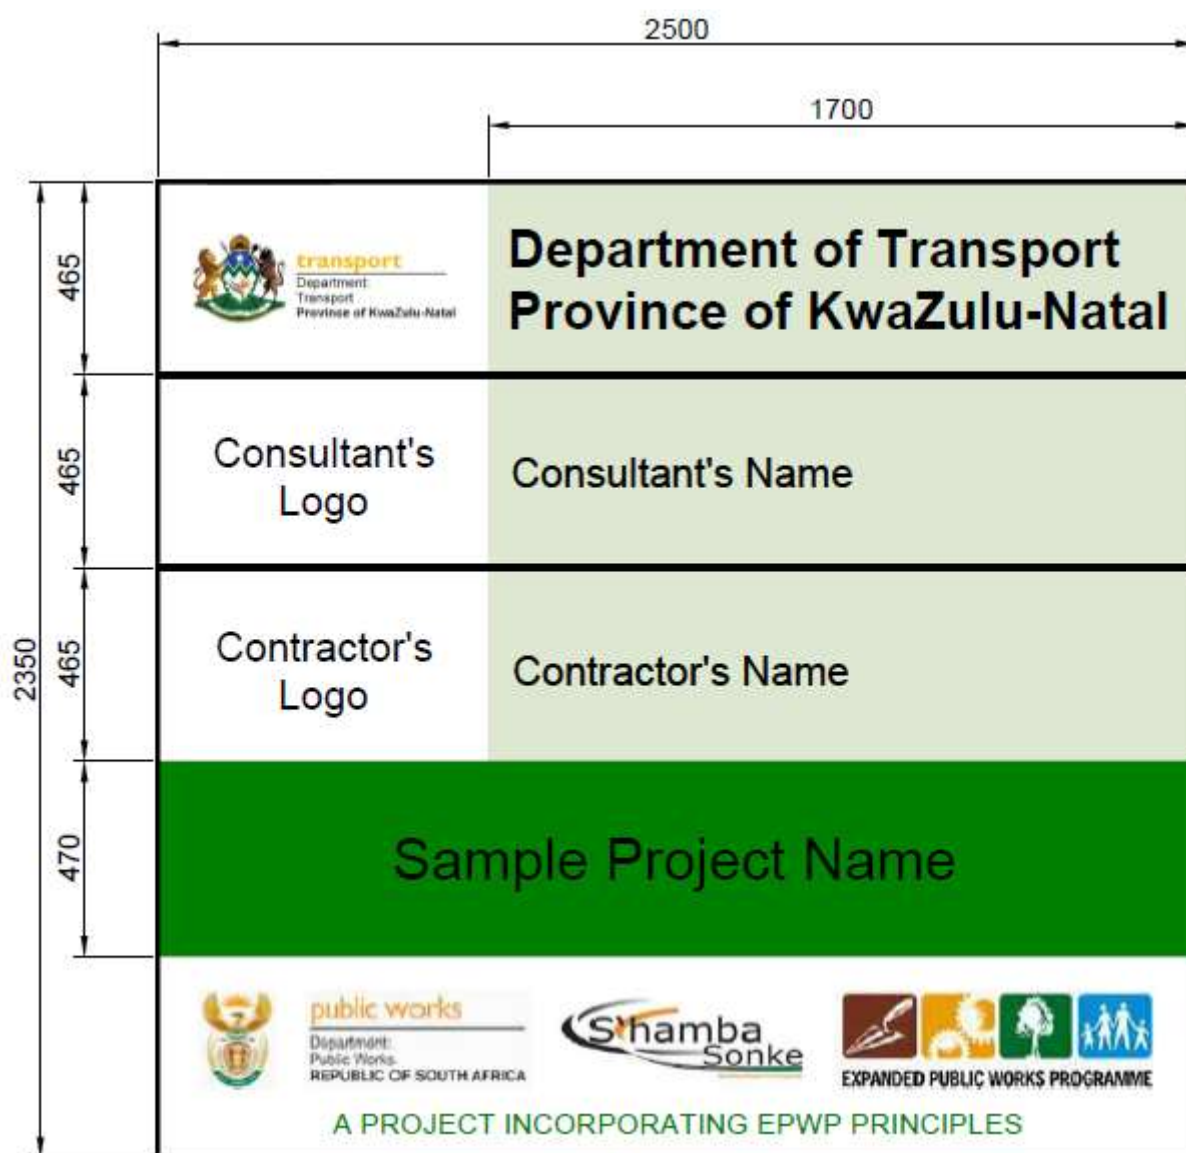 2500
1700
465
transport
Department:
Transport
Province of KwaZulu-Natal
Department of Transport
Province of KwaZulu-Natal
465
Consultant's
Logo
Consultant's Name
2350
465
Contractor's
Logo
Contractor's Name
470
Sample Project Name
public works
Department:
Public Works
REPUBLIC OF SOUTH AFRICA
S'hamba
Sonke
EXPANDED PUBLIC WORKS PROGRAMME
A PROJECT INCORPORATING EPWP PRINCIPLES